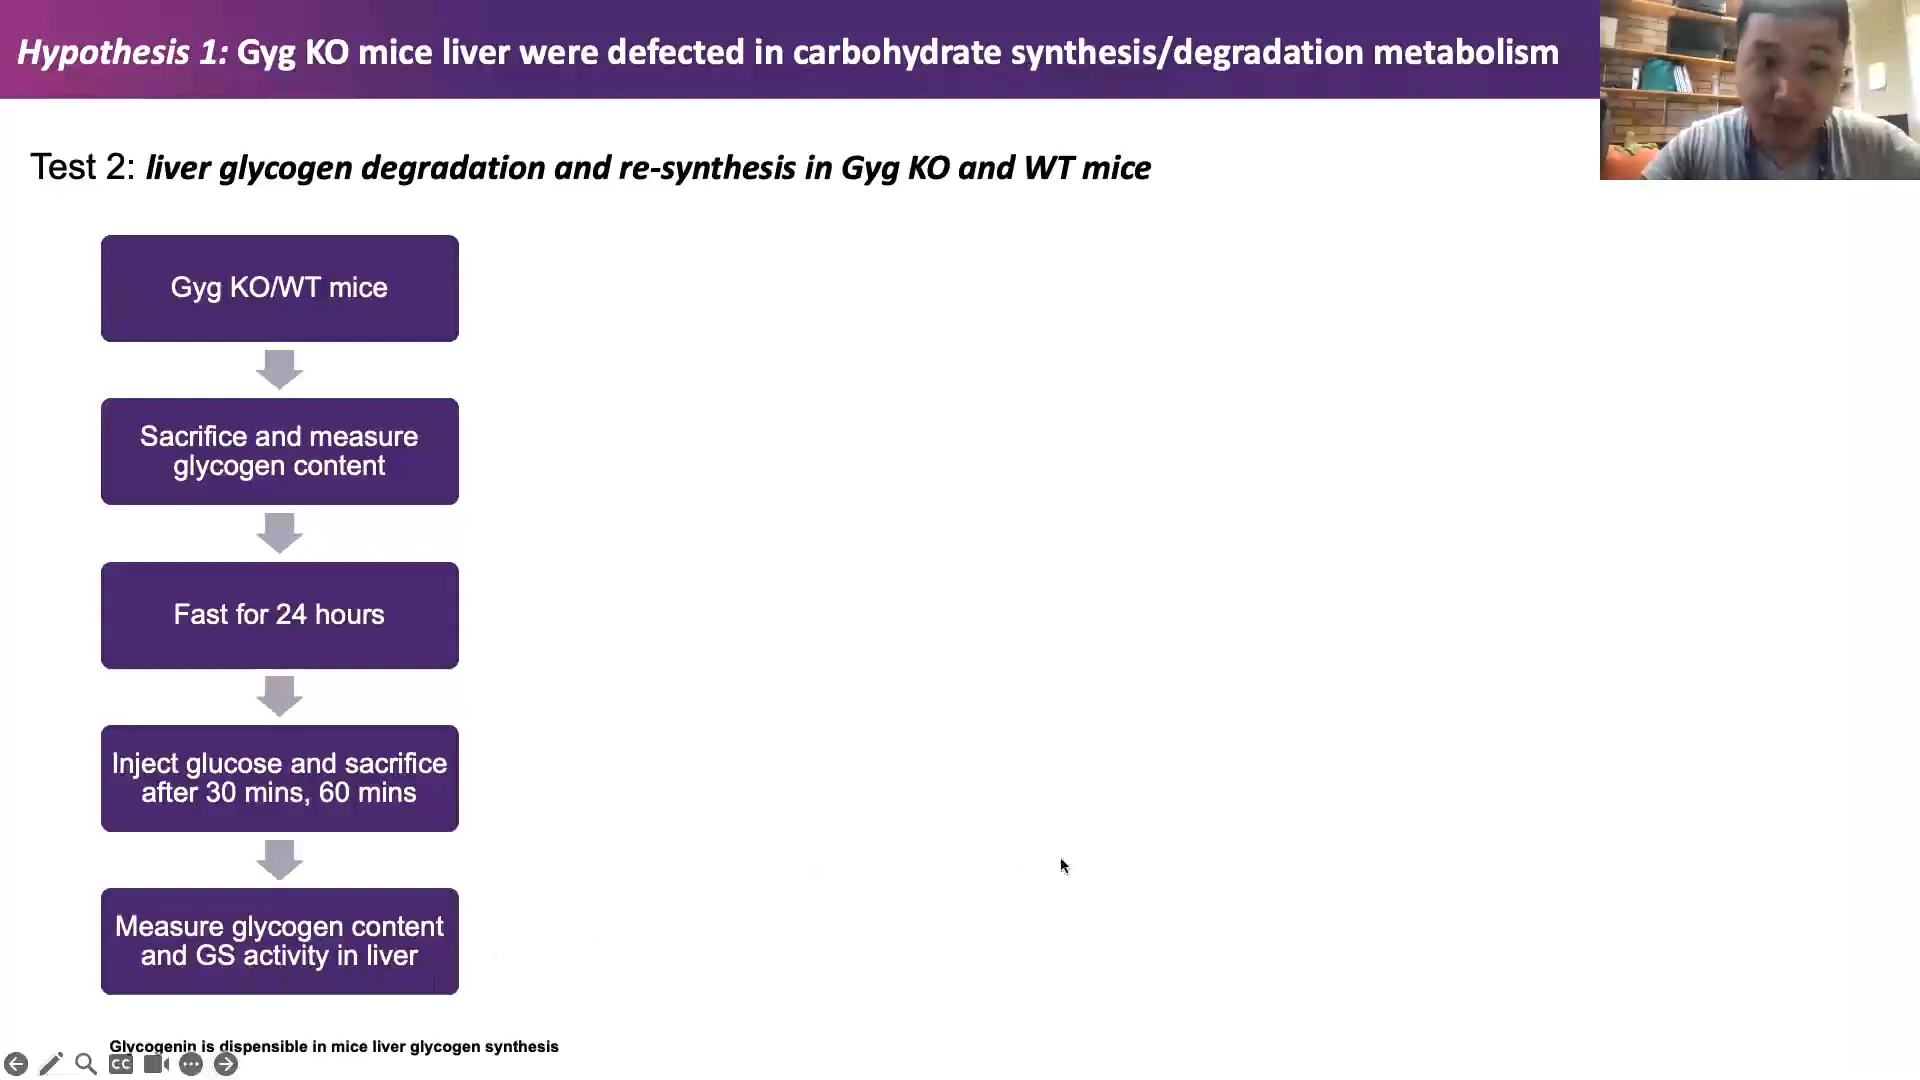 Hypothesis 1: Gyg KO mice liver were defected in carbohydrate synthesis/degradation metabolism
Test 2: liver glycogen degradation and re-synthesis in Gyg KO and WT mice
Gyg KO/WT mice
Sacrifice and measure
glycogen content
Fast for 24 hours
Inject glucose and sacrifice
after 30 mins, 60 mins
Measure glycogen content
and GS activity in liver
Glycogenin is dispensible in mice liver glycogen synthesis
CC